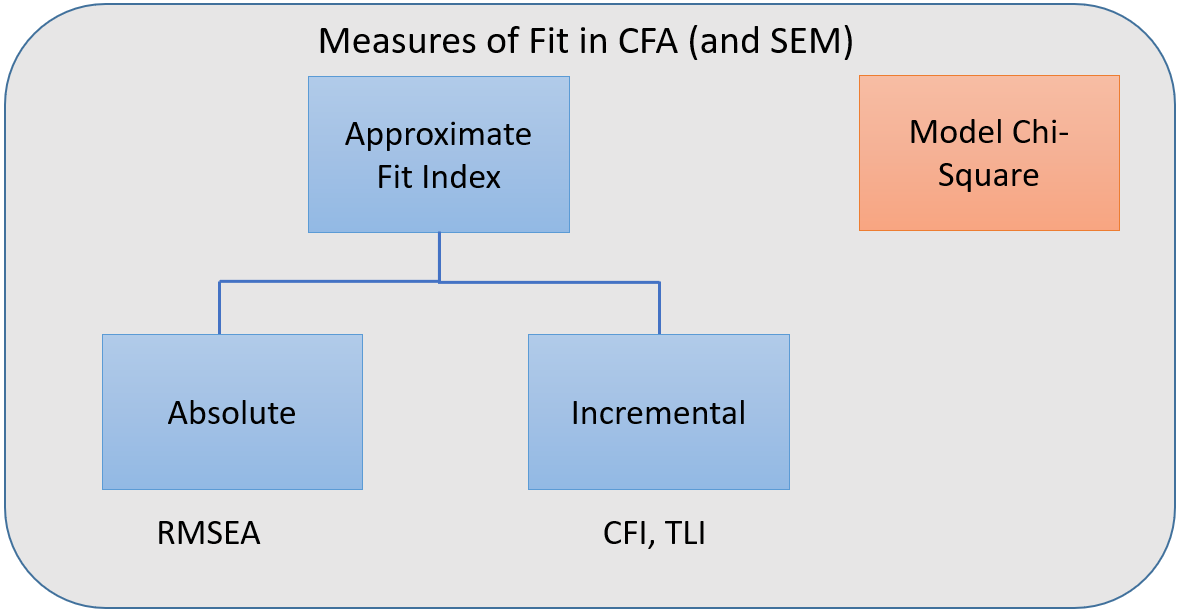 Measures of Fit in CFA (and SEM)
Approximate
Fit Index
Model Chi-
Square
Absolute
Incremental
RMSEA
CFI, TLI